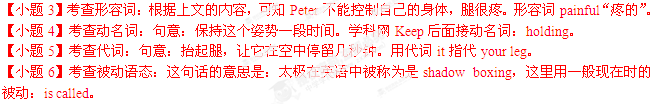 【小题 3】考查形容词：根据上文的内容，可知 Peter 不能控制自己的身体，腿很疼。形容词 painful“疼的”。
【小题 4】考查动名词：句意：保持这个姿势一段时间。学科网 Keep 后面接动名词：holding。
【小题 5】考查代词：句意：抬起腿，让它在空中停留几秒钟。用代词 it 指代 your leg。
【小题 6】考查被动语态：这句话的意思是：太极在英语中被称为是 shadow boxing，这里用一般现在时的
被动：is called。